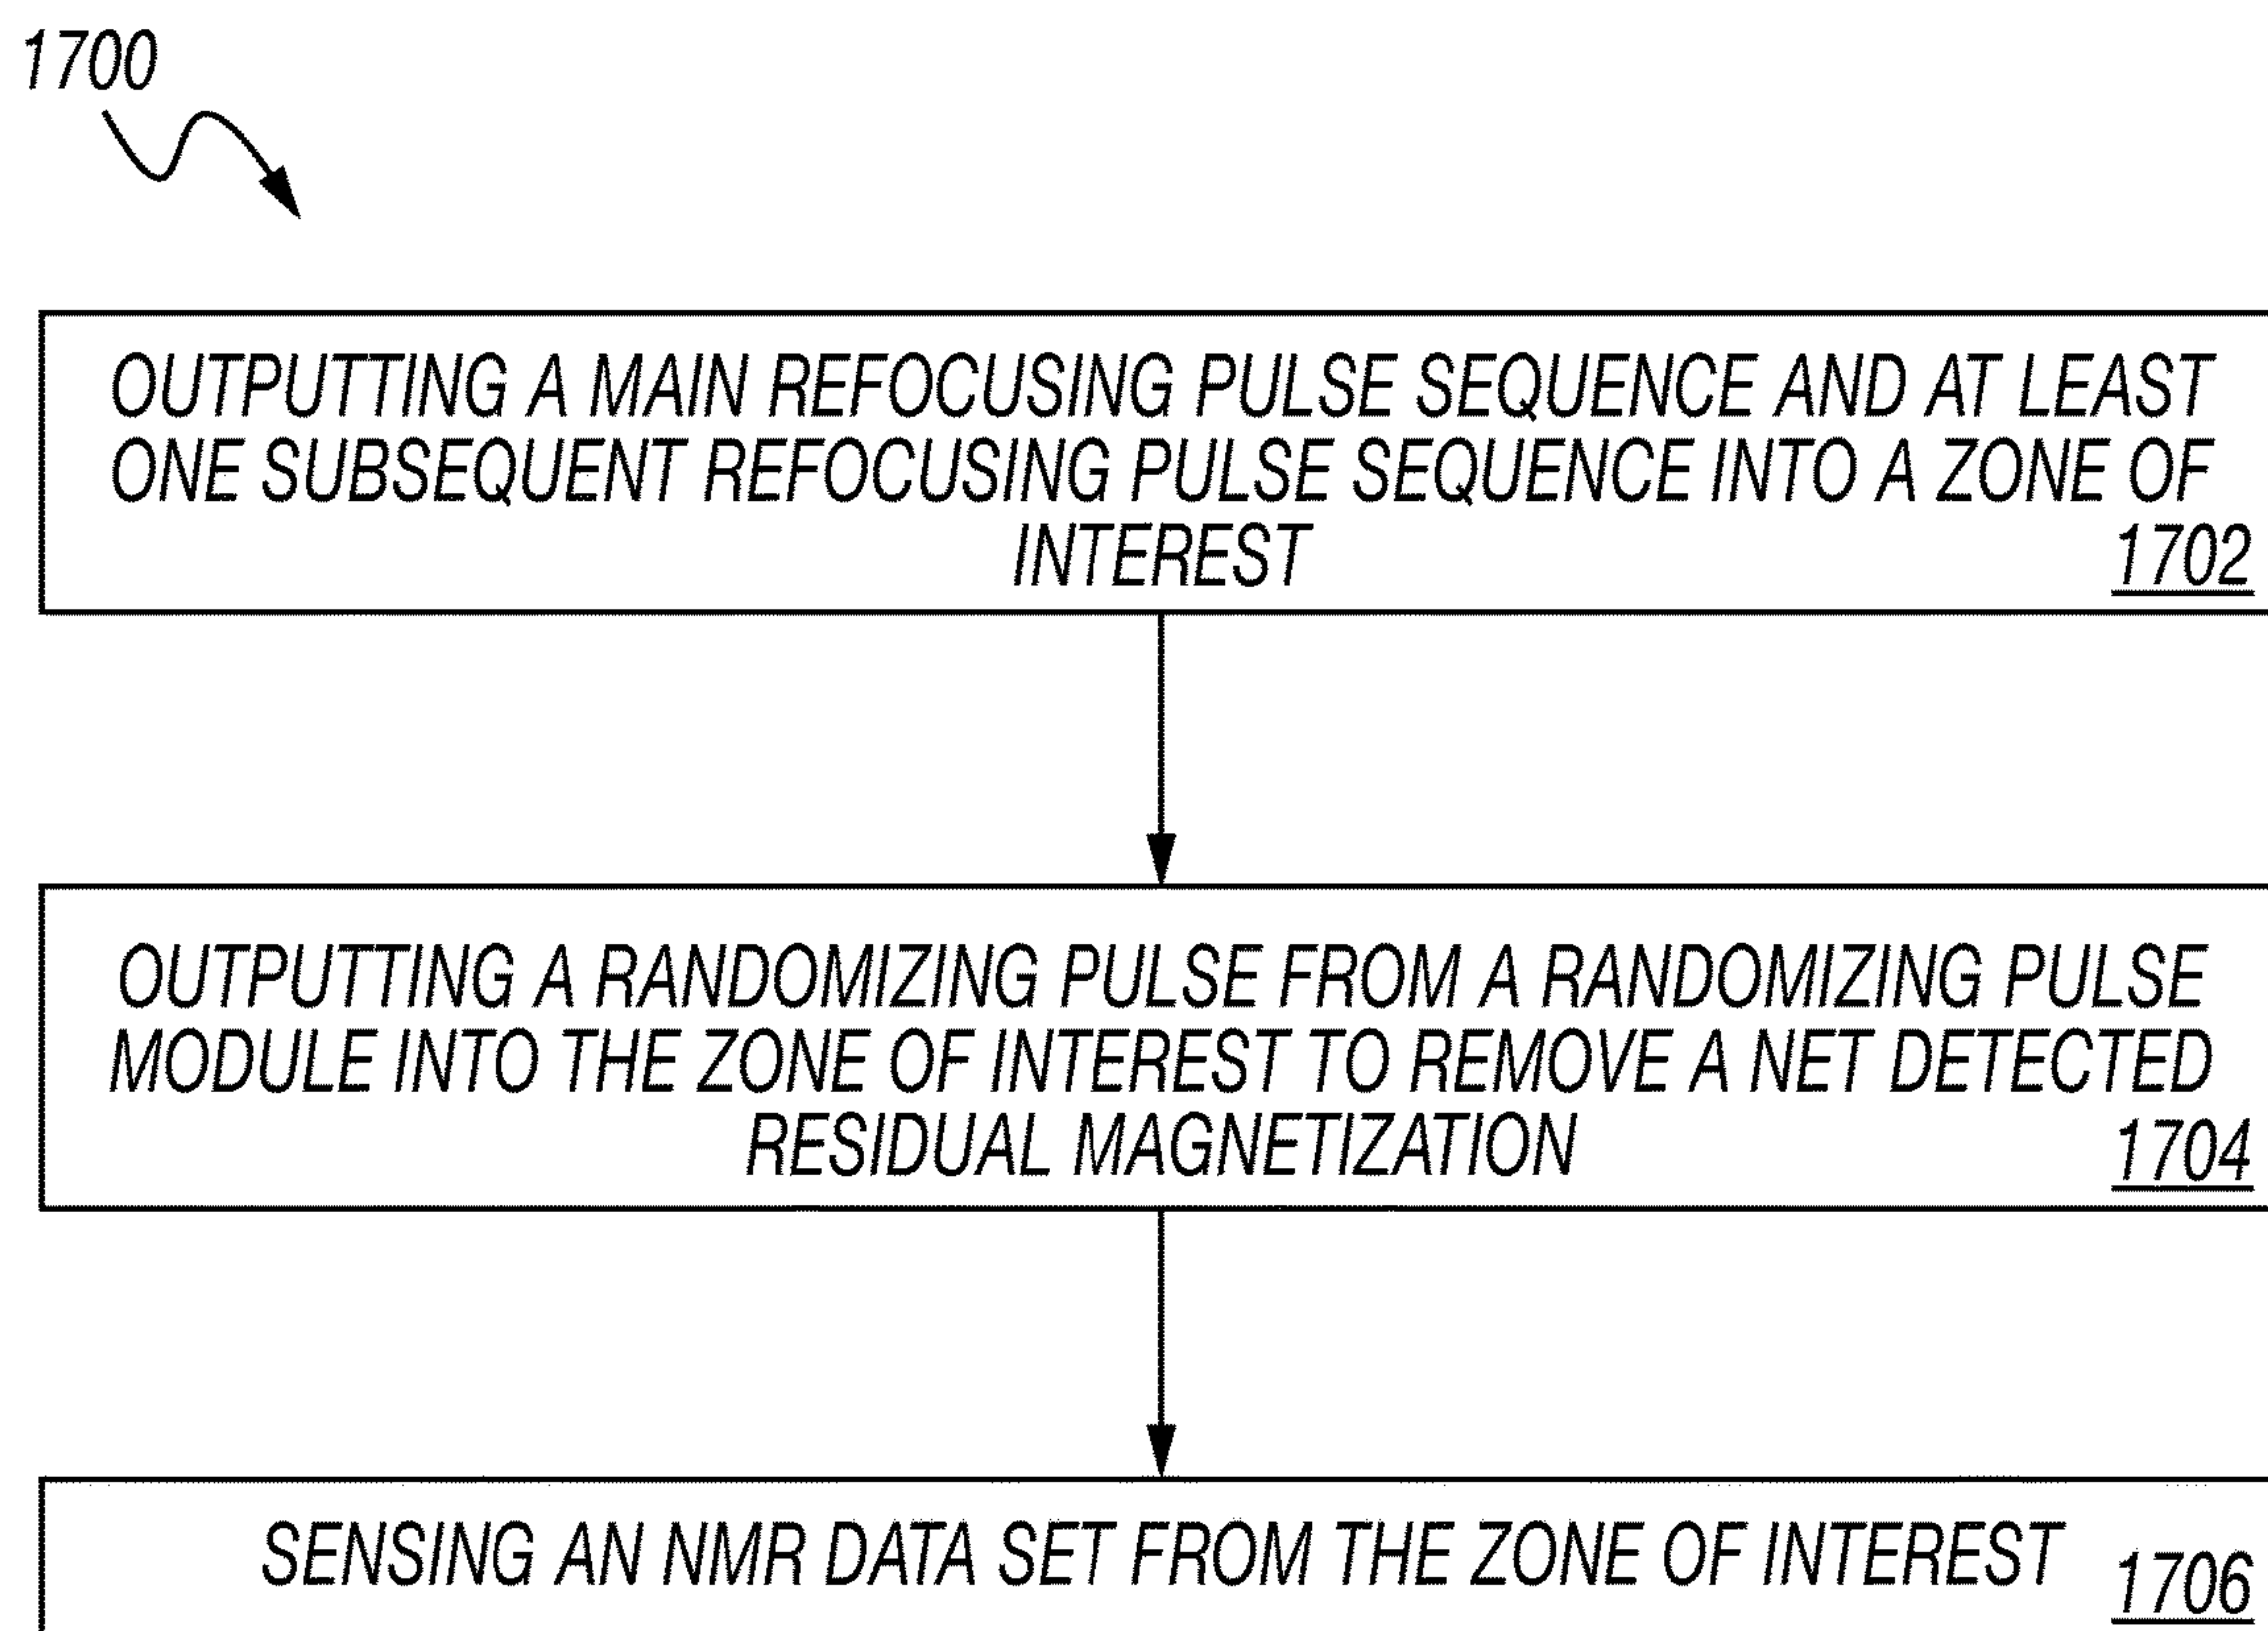 1700
OUTPUTTING A MAIN REFOCUSING PULSE SEQUENCE AND AT LEAST
ONE SUBSEQUENT REFOCUSING PULSE SEQUENCE INTO A ZONE OF
INTEREST
1702
OUTPUTTING A RANDOMIZING PULSE FROM A RANDOMIZING PULSE
MODULE INTO THE ZONE OF INTEREST TO REMOVE A NET DETECTED
RESIDUAL MAGNETIZATION
1704
SENSING AN NMR DATA SET FROM THE ZONE OF INTEREST
1706